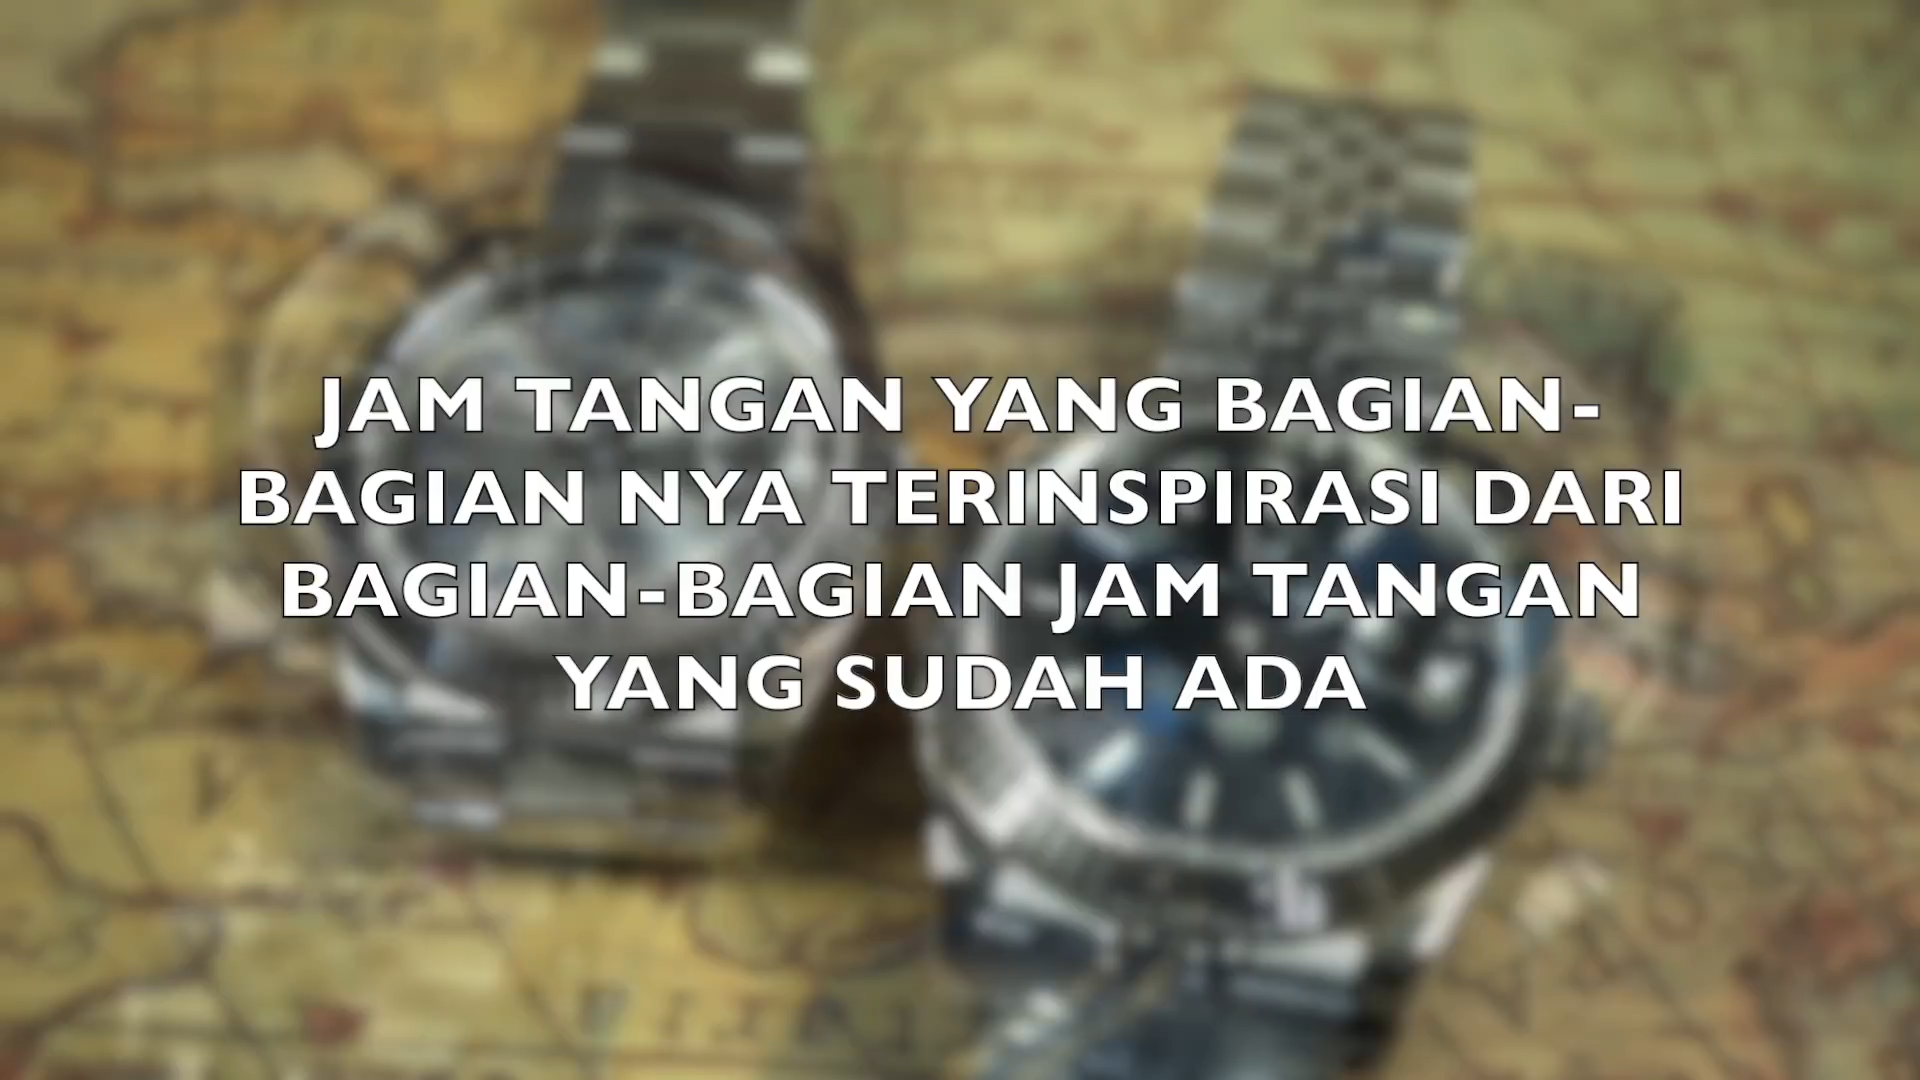 JAM TANGAN YANG BAGIAN-
BAGIAN NYA TERINSPIRASI DARI
BAGIAN-BAGIAN JAM TANGAN
YANG SUDAH ADA